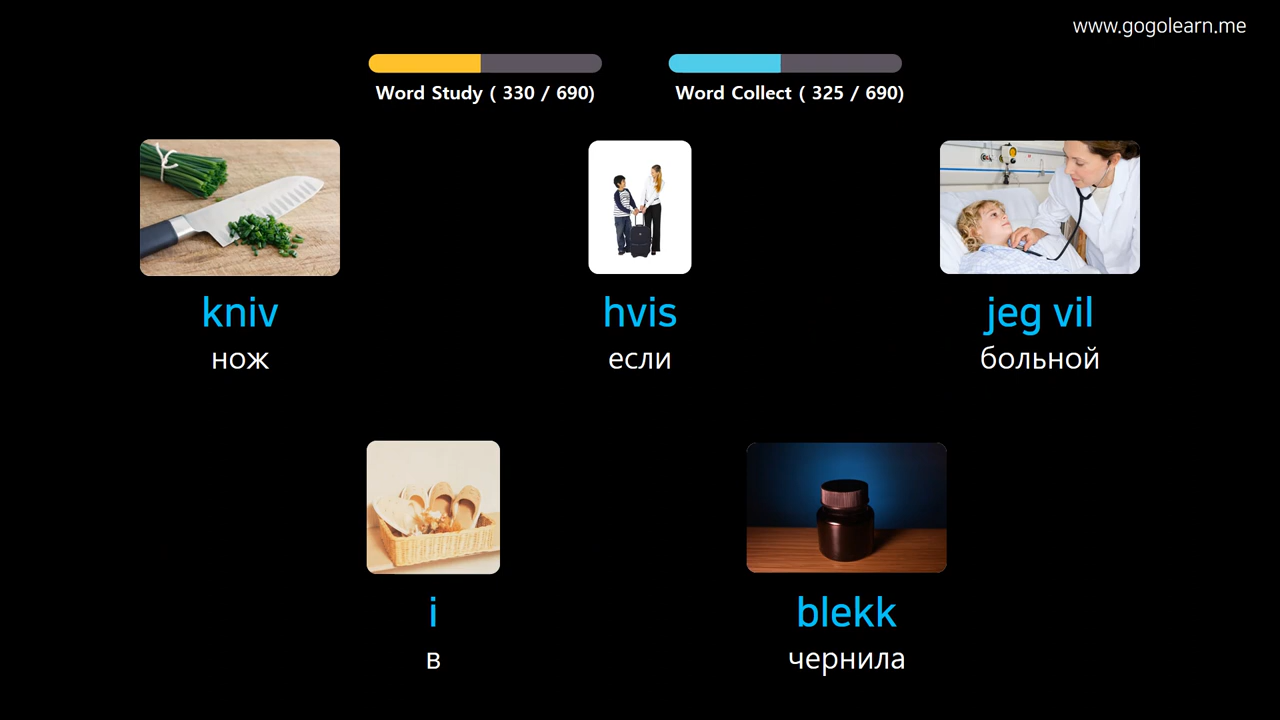 www.gogolearn.me
Word Study ( 330 / 690)
Word Collect ( 325 / 690)
kniv
hvis
jeg vil
нож
если
больной
i
blekk
в
чернила